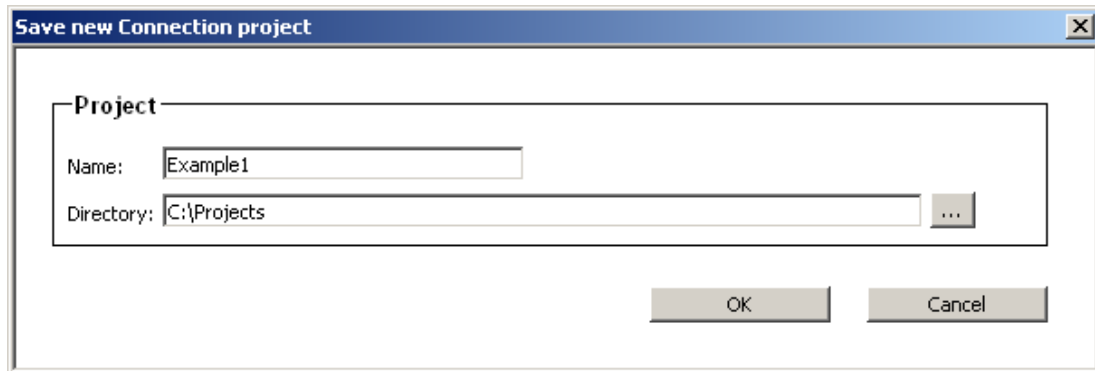 Save new Connection project
Project
Name: Example1
Directory: C:\Projects ...
OK Cancel